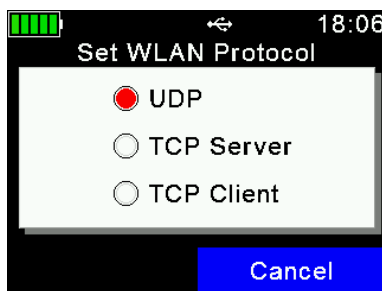 18:06
Set WLAN Protocol
UDP
TCP Server
TCP Client
Cancel